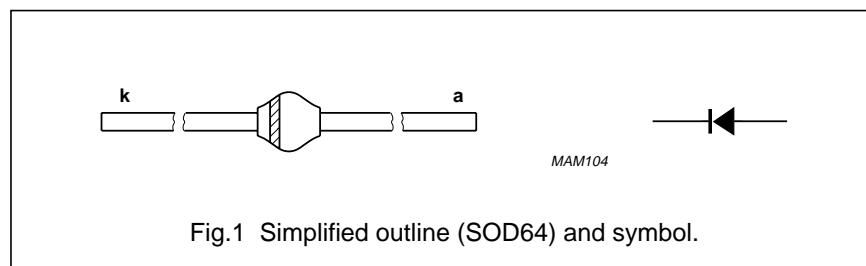 k a
MAM104
Fig.1 Simplified outline (SOD64) and symbol.